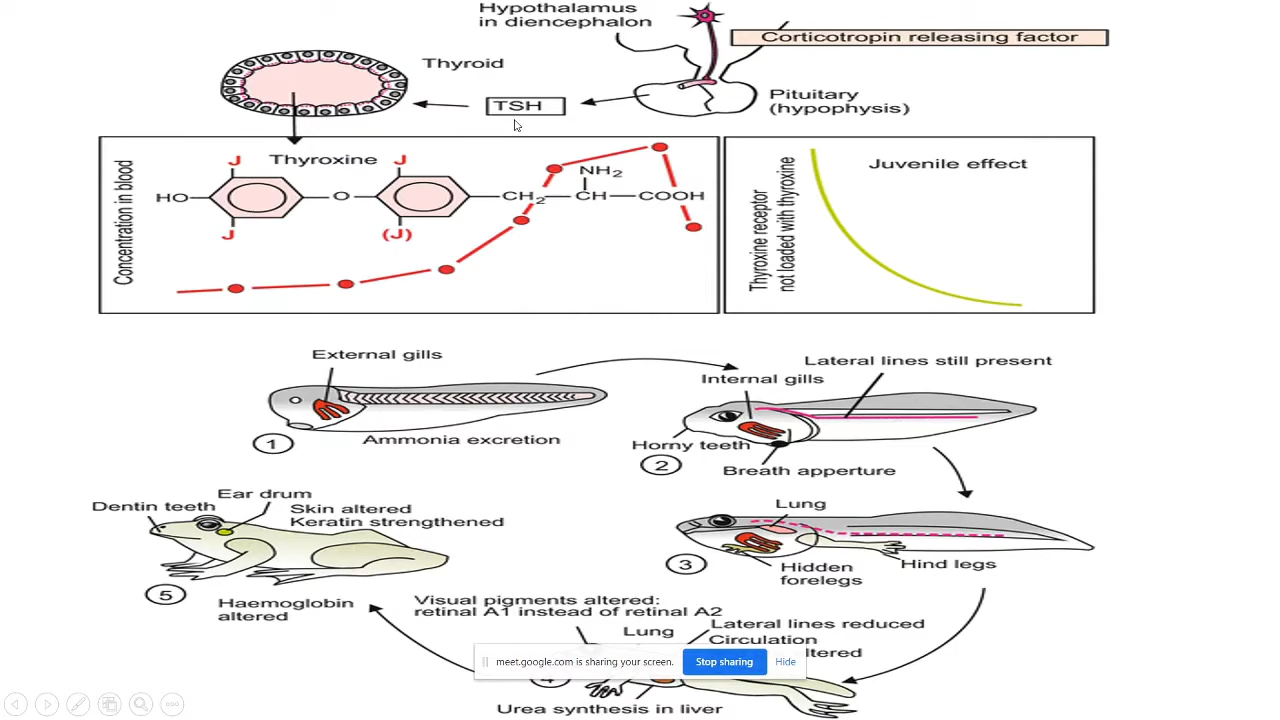 Hypothalamus
in diencephalon
Corticotropin releasing factor
Thyroid
TSH
Pituitary
(hypophysis)
Concentration in blood
Thyroxine
J
J
HO
O
CH2
NH2
CH
COOH
J
(J)
Thyroxine receptor
not loaded with thyroxine
Juvenile effect
External gills
Ammonia excretion
1
Lateral lines still present
Internal gills
Horny teeth
2
Breath apperture
Lung
3
Hidden
forelegs
Hind legs
Ear drum
Dentin teeth
Skin altered
Keratin strengthened
5
Haemoglobin
altered
Visual pigments altered:
retinal A1 instead of retinal A2
Lung
Lateral lines reduced
Circulation
meet.google.com is sharing your screen.
Stop sharing
Hide
Urea synthesis in liver